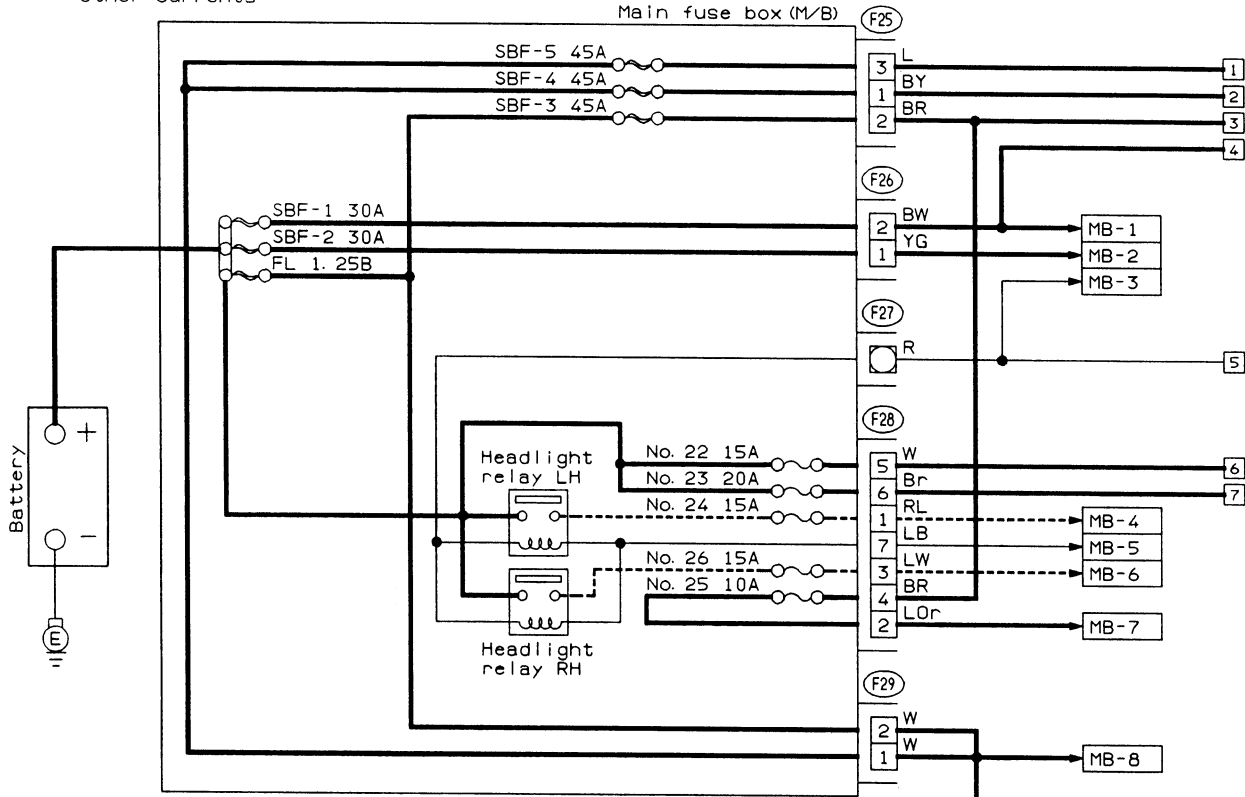 Main fuse box (M/B)
F25
SBF-5 45A
3
L
1
SBF-4 45A
1
BY
2
SBF-3 45A
2
BR
3
4
F26
SBF-1 30A
2
BW
MB-1
SBF-2 30A
1
YG
MB-2
FL 1.25B
MB-3
F27
R
5
Battery
+
-
E
F28
Headlight
relay LH
No. 22 15A
5
W
6
No. 23 20A
6
Br
7
No. 24 15A
1
RL
MB-4
7
LB
MB-5
No. 26 15A
3
LW
MB-6
No. 25 10A
4
BR
2
LOr
MB-7
Headlight
relay RH
F29
2
W
1
W
MB-8